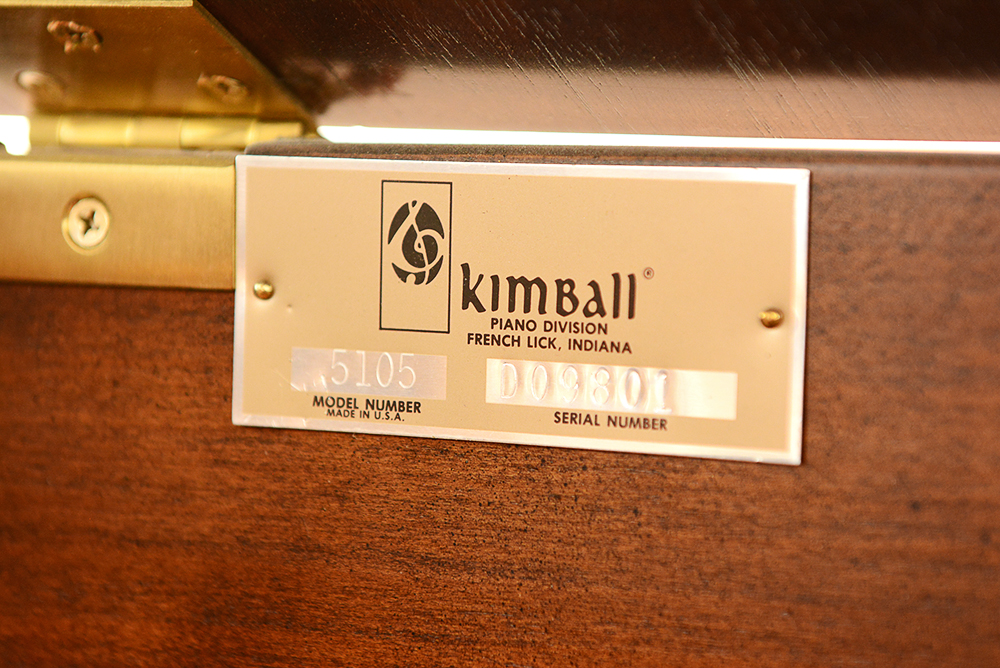 KIMBALL®
PIANO DIVISION
FRENCH LICK, INDIANA
5105
MODEL NUMBER
MADE IN U.S.A.
D09801
SERIAL NUMBER